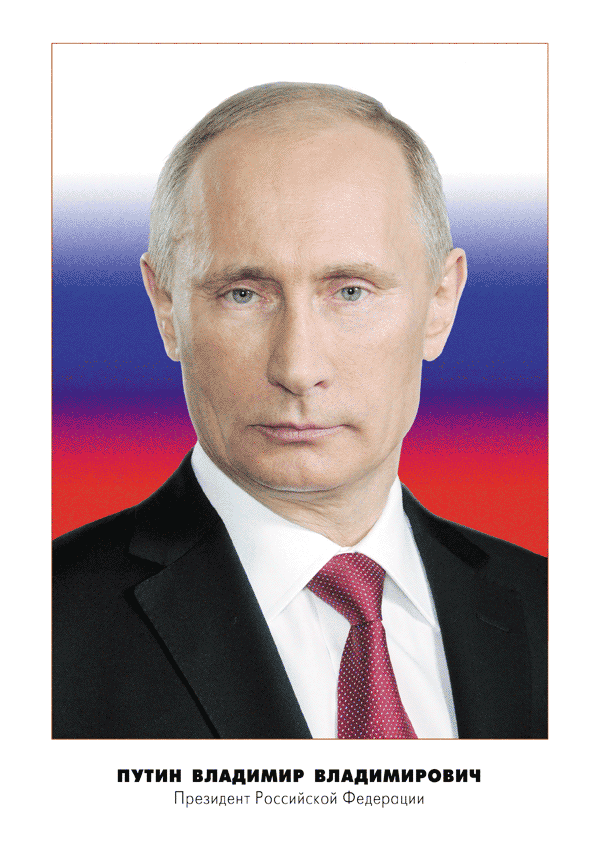 ПУТИН ВЛАДИМИР ВЛАДИМИРОВИЧ
Президент Российской Федерации